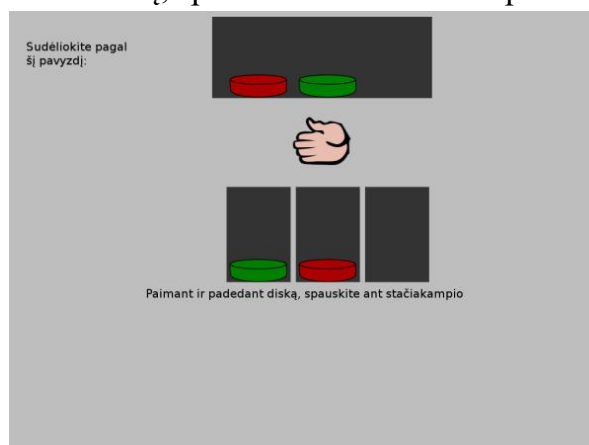 Sudėliokite pagal
šį pavyzdį:
Paimant ir padedant diską, spauskite ant stačiakampio